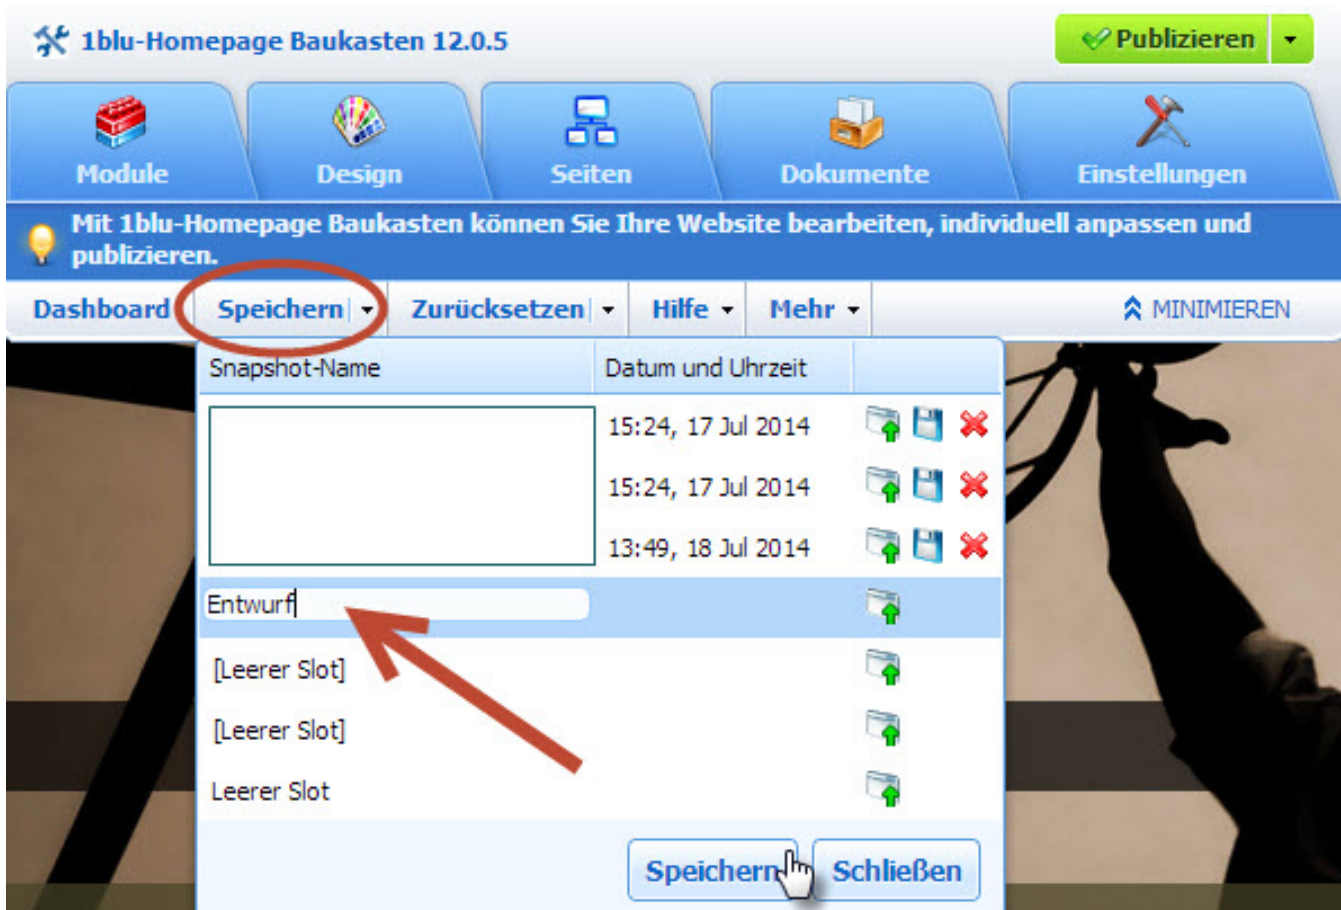 1blu-Homepage Baukasten 12.0.5
Publizieren
Module
Design
Seiten
Dokumente
Einstellungen
Mit 1blu-Homepage Baukasten können Sie Ihre Website bearbeiten, individuell anpassen und
publizieren.
Dashboard Speichern Zurücksetzen Hilfe Mehr MINIMIEREN
Snapshot-Name Datum und Uhrzeit
15:24, 17 Jul 2014
15:24, 17 Jul 2014
13:49, 18 Jul 2014
Entwurf
[Leerer Slot]
[Leerer Slot]
Leerer Slot
Speichern Schließen